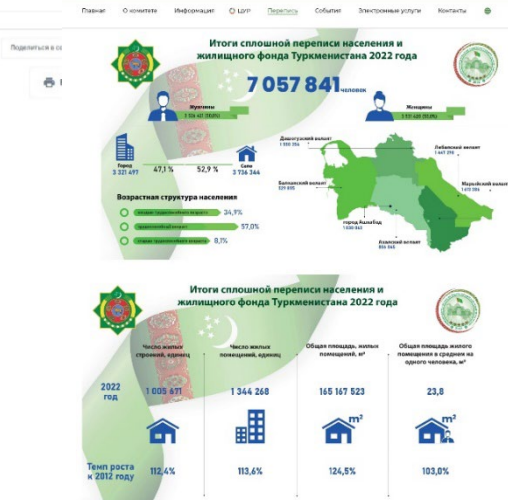 Главная О комитете Информация ЦУР Перепись События Электронные услуги Контакты
Поделиться в со
Итоги сплошной переписи населения и
жилищного фонда Туркменистана 2022 года
7 057 841 человек
Мужчины
Женщины
Город
3 321 497
47,1 %
52,9 %
Село
3 736 344
Дашогузский велаят
Лебапский велаят
Балканский велаят
Марыйский велаят
город Ашхабад
Ахалский велаят
Возрастная структура населения
34,9%
57,0%
8,1%
Итоги сплошной переписи населения и
жилищного фонда Туркменистана 2022 года
Число жилых
строений, единиц
Число жилых
помещений, единиц
Общая площадь, жилых
помещений, м²
Общая площадь жилого
помещения в среднем на
одного человека, м²
2022
год
1 005 671
1 344 268
165 167 523
23,8
m²
m²
Темп роста
к 2012 году
112,4%
113,6%
124,5%
103,0%